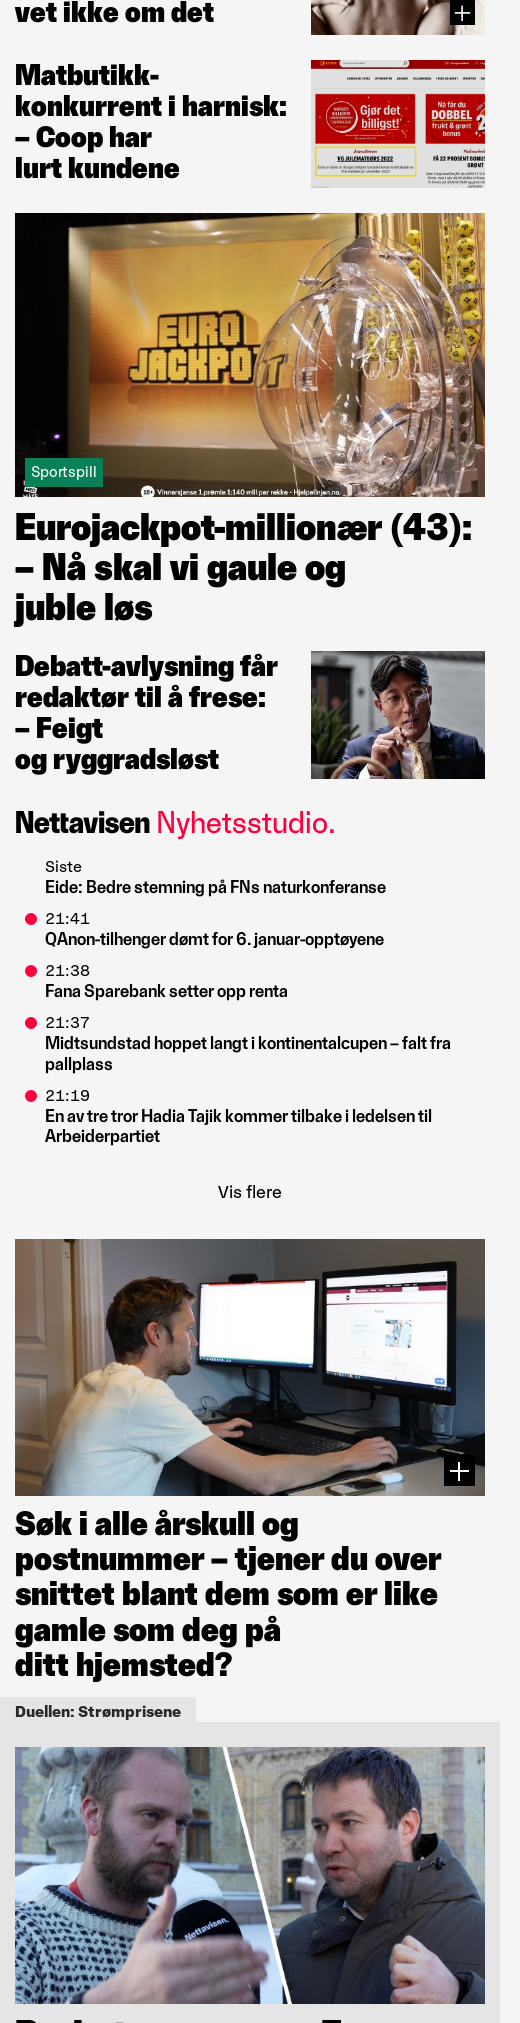 vet ikke om det
Matbutikk-
konkurrent i harnisk:
– Coop har
lurt kundene
Gjør det
billigst!
Nå får du
DOBBEL
frukt & grønt
bonus
VG JULEMATBØRS 2022
FÅ 22 PROSENT BONUS
EURO
JACKPOT
Sportspill
18+ Vinnersjanse 1.premie 1:140 mill per rekke - Hjelpelinjen.no
Eurojackpot-millionær (43):
– Nå skal vi gaule og
juble løs
Debatt-avlysning får
redaktør til å frese:
– Feigt
og ryggradsløst
Nettavisen Nyhetsstudio.
Siste
Eide: Bedre stemning på FNs naturkonferanse
21:41
QAnon-tilhenger dømt for 6. januar-opptøyene
21:38
Fana Sparebank setter opp renta
21:37
Midtsundstad hoppet langt i kontinentalcupen – falt fra
pallplass
21:19
En av tre tror Hadia Tajik kommer tilbake i ledelsen til
Arbeiderpartiet
Vis flere
Søk i alle årskull og
postnummer – tjener du over
snittet blant dem som er like
gamle som deg på
ditt hjemsted?
Duellen: Strømprisene
Nettavisen.